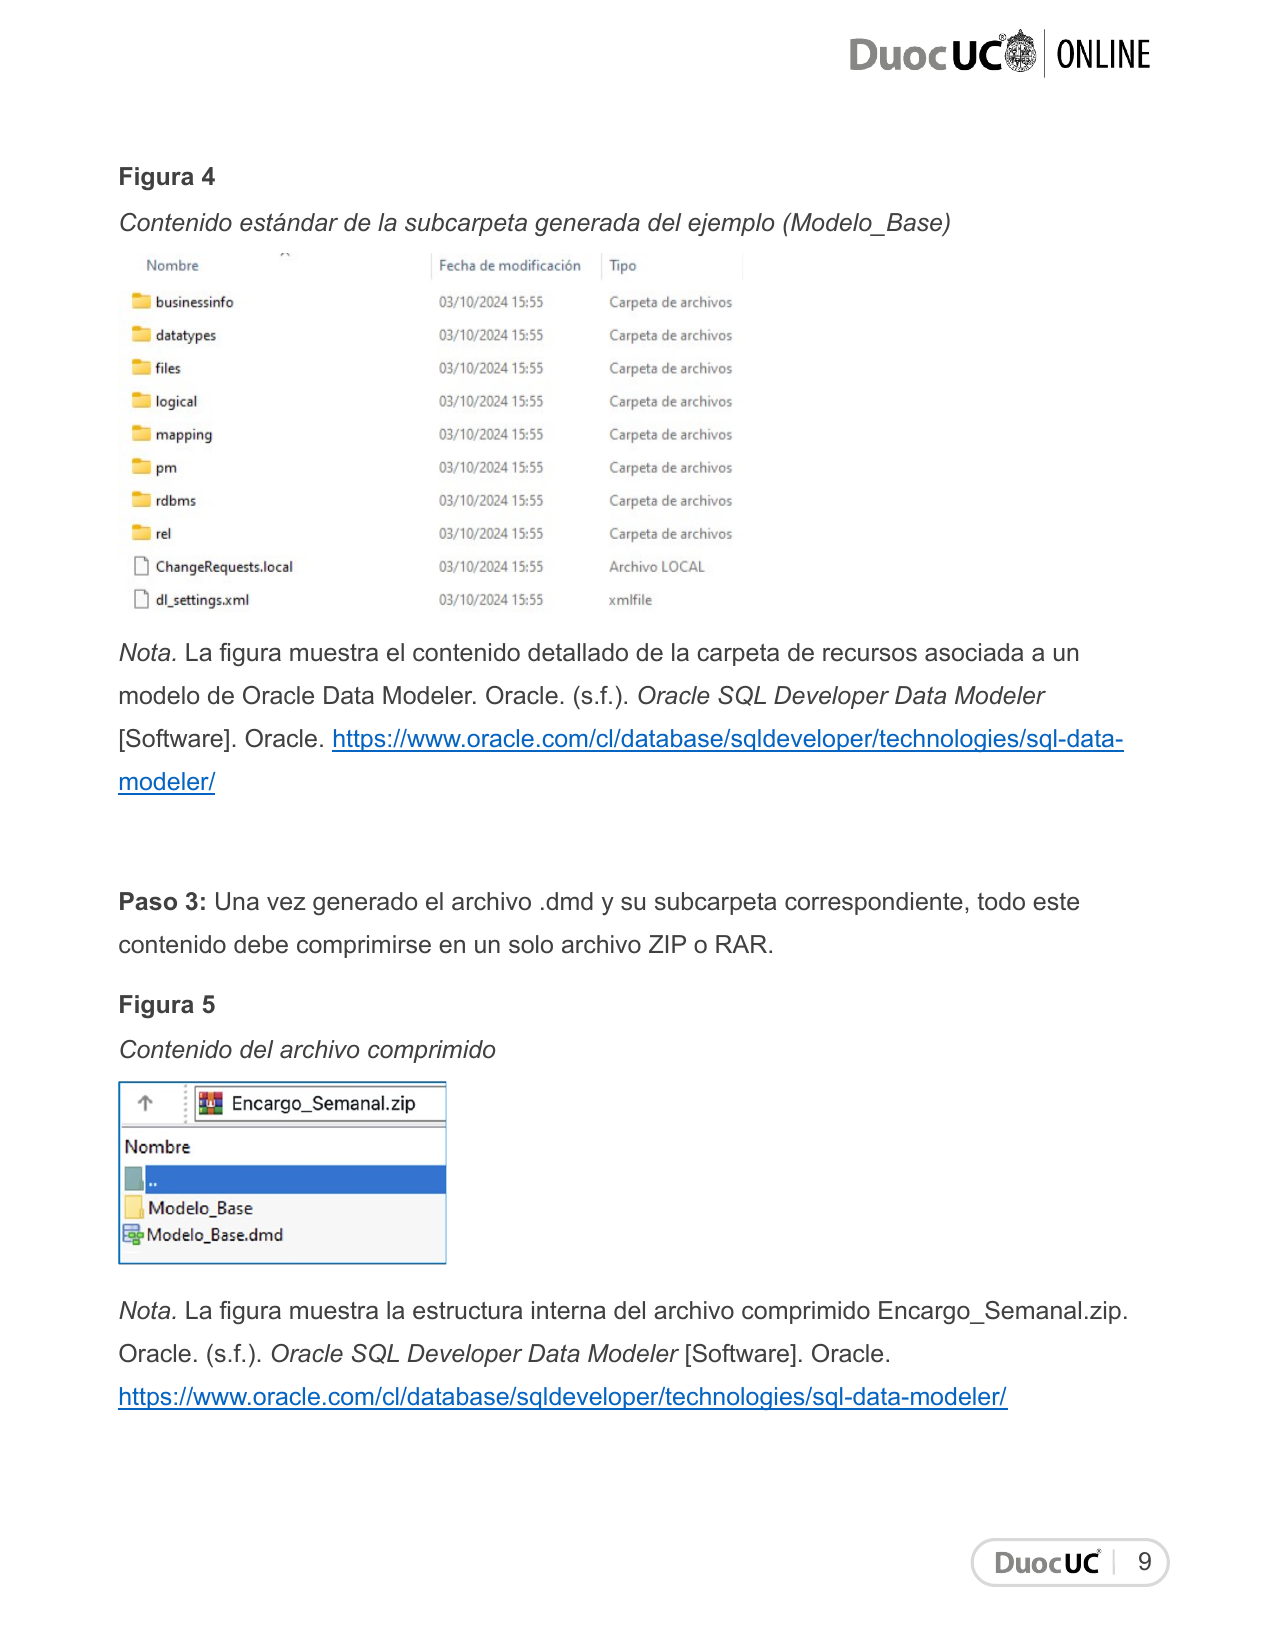 DuocUC® ONLINE
Figura 4
Contenido estándar de la subcarpeta generada del ejemplo (Modelo_Base)
Nombre Fecha de modificación Tipo
businessinfo 03/10/2024 15:55 Carpeta de archivos
datatypes 03/10/2024 15:55 Carpeta de archivos
files 03/10/2024 15:55 Carpeta de archivos
logical 03/10/2024 15:55 Carpeta de archivos
mapping 03/10/2024 15:55 Carpeta de archivos
pm 03/10/2024 15:55 Carpeta de archivos
rdbms 03/10/2024 15:55 Carpeta de archivos
rel 03/10/2024 15:55 Carpeta de archivos
ChangeRequests.local 03/10/2024 15:55 Archivo LOCAL
dl_settings.xml 03/10/2024 15:55 xmlfile
Nota. La figura muestra el contenido detallado de la carpeta de recursos asociada a un
modelo de Oracle Data Modeler. Oracle. (s.f.). Oracle SQL Developer Data Modeler
[Software]. Oracle. https://www.oracle.com/cl/database/sqldeveloper/technologies/sql-data-
modeler/
Paso 3: Una vez generado el archivo .dmd y su subcarpeta correspondiente, todo este
contenido debe comprimirse en un solo archivo ZIP o RAR.
Figura 5
Contenido del archivo comprimido
Encargo_Semanal.zip
Nombre
..
Modelo_Base
Modelo_Base.dmd
Nota. La figura muestra la estructura interna del archivo comprimido Encargo_Semanal.zip.
Oracle. (s.f.). Oracle SQL Developer Data Modeler [Software]. Oracle.
https://www.oracle.com/cl/database/sqldeveloper/technologies/sql-data-modeler/
DuocUC® 9